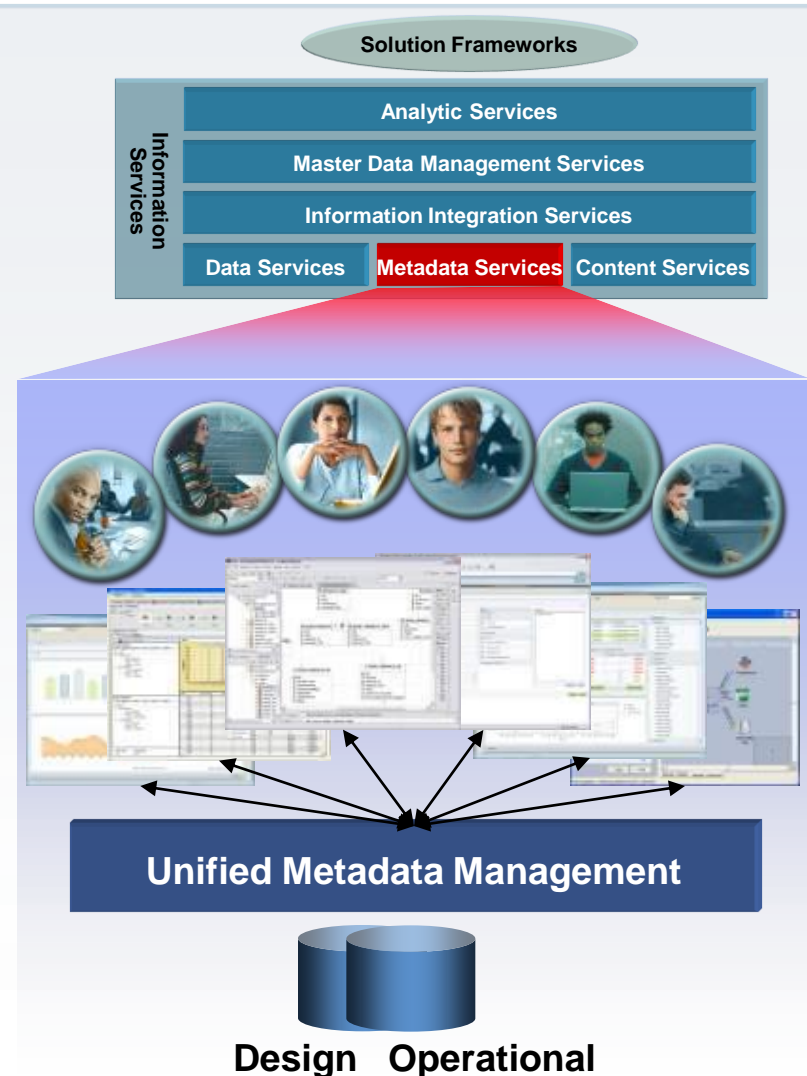 Solution Frameworks
Information
Services
Analytic Services
Master Data Management Services
Information Integration Services
Data Services
Metadata Services
Content Services
Unified Metadata Management
Design Operational